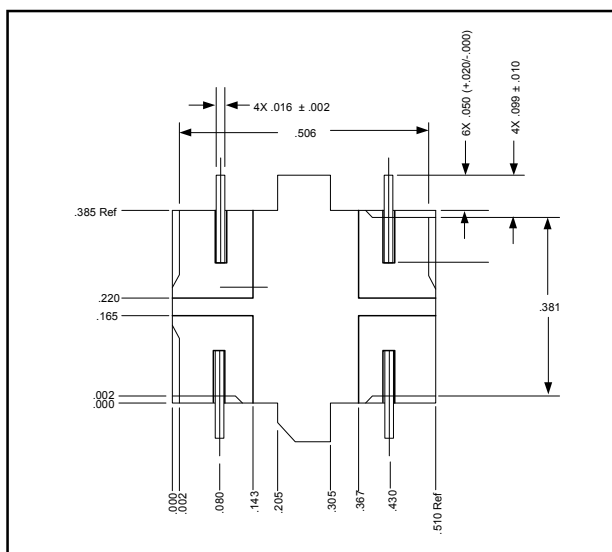 6X .050 (+.020/-.000)
4X .099 ± .010
4X .016 ± .002
.506
.385 Ref
.220
.381
.165
.002
.000
.000
.002
.080
.143
.205
.305
.367
.430
.510 Ref